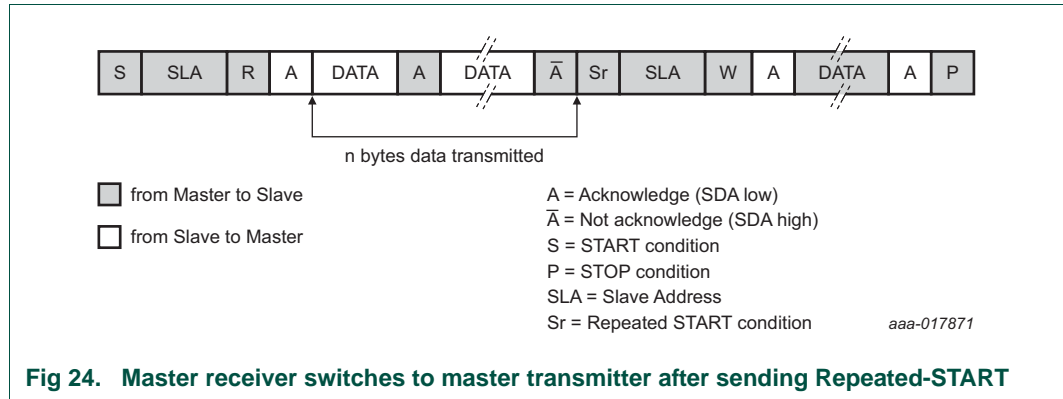 S SLA R A DATA A DATA A̅ Sr SLA W A DATA A P
n bytes data transmitted
from Master to Slave
from Slave to Master
A = Acknowledge (SDA low)
A̅ = Not acknowledge (SDA high)
S = START condition
P = STOP condition
SLA = Slave Address
Sr = Repeated START condition
aaa-017871
Fig 24. Master receiver switches to master transmitter after sending Repeated-START